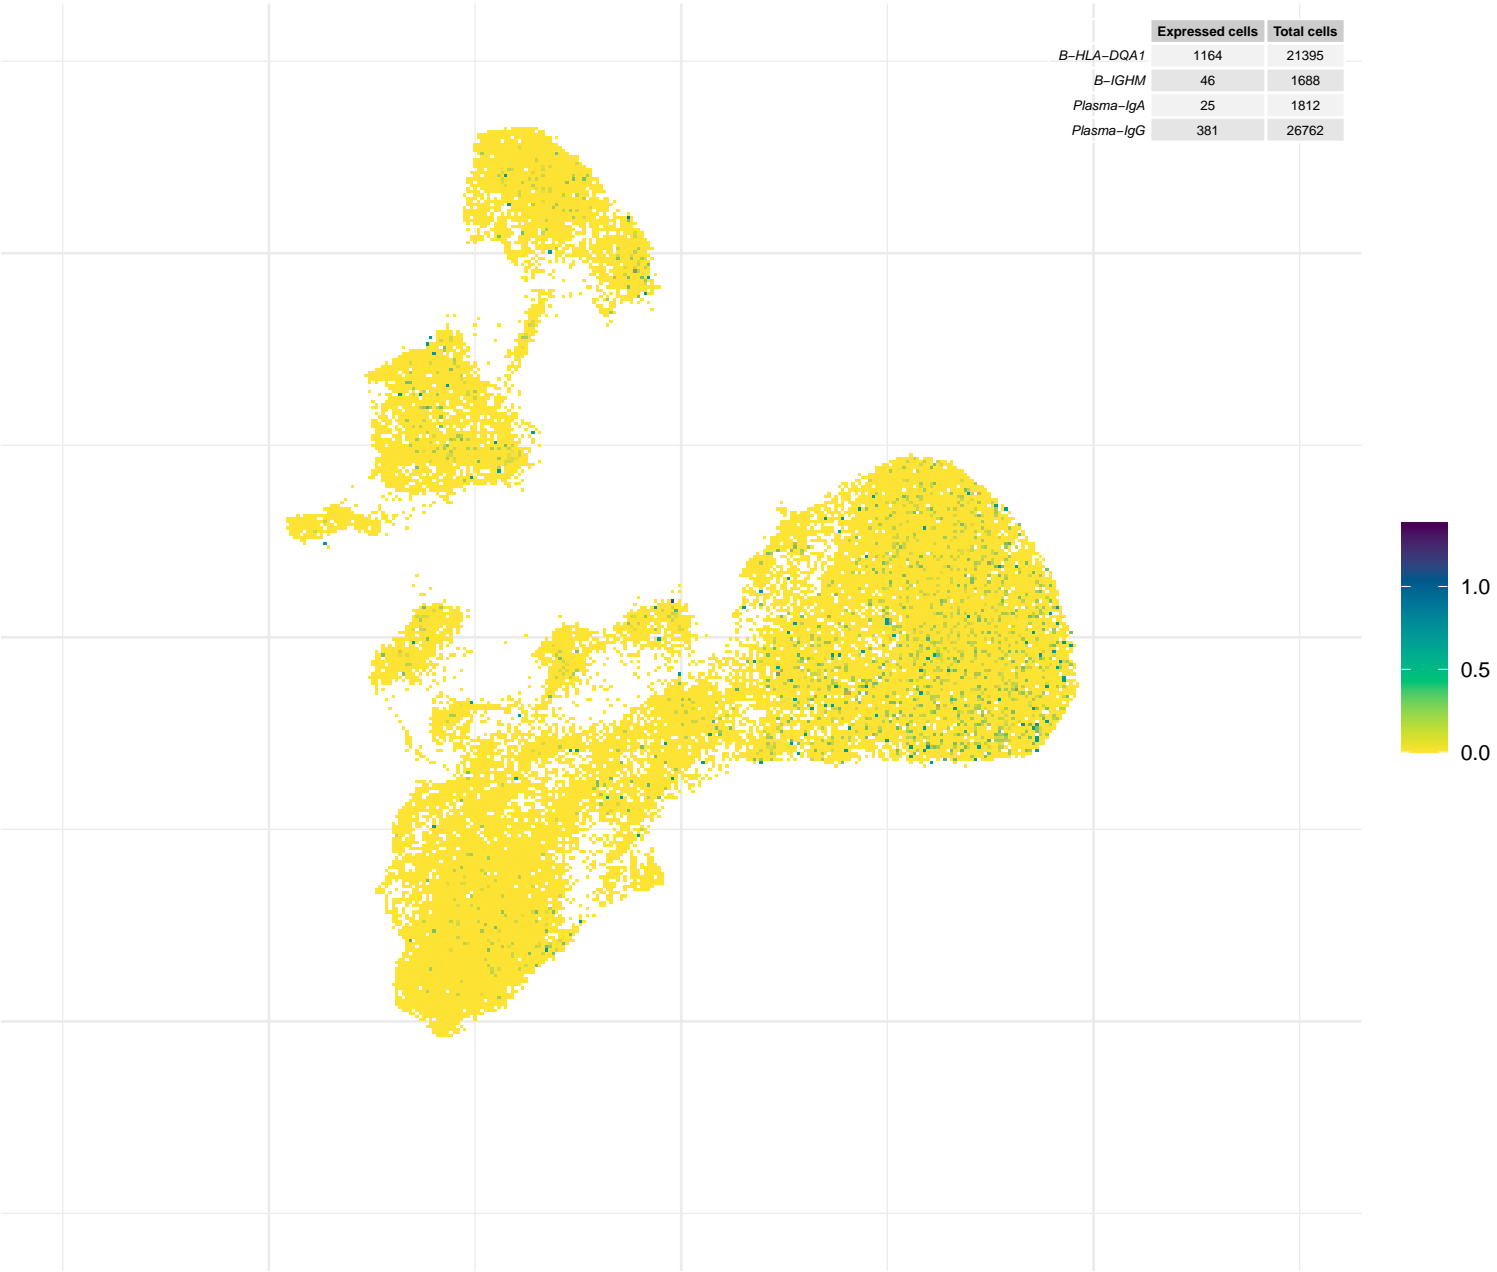 Expressed cells Total cells
B−HLA−DQA1 1164 21395
B−IGHM 46 1688
Plasma−IgA 25 1812
Plasma−IgG 381 26762
1.0
0.5
0.0